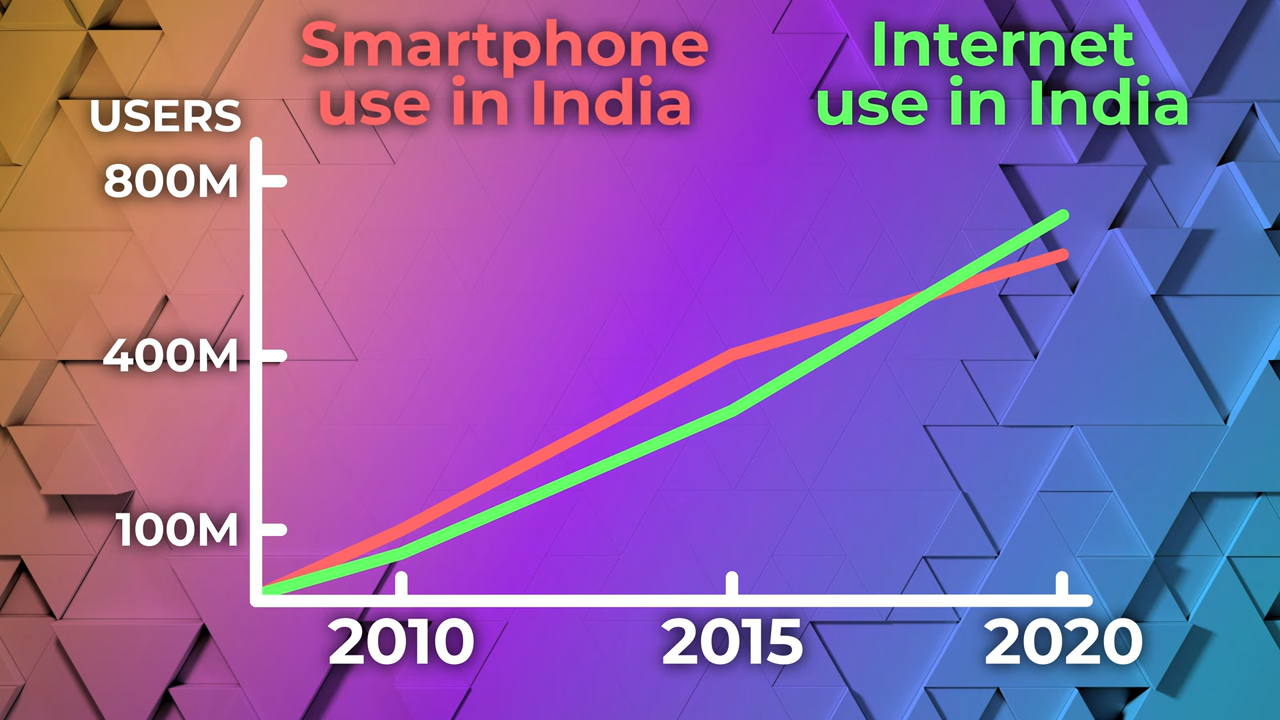 Smartphone
use in India
Internet
use in India
USERS
800M
400M
100M
2010
2015
2020